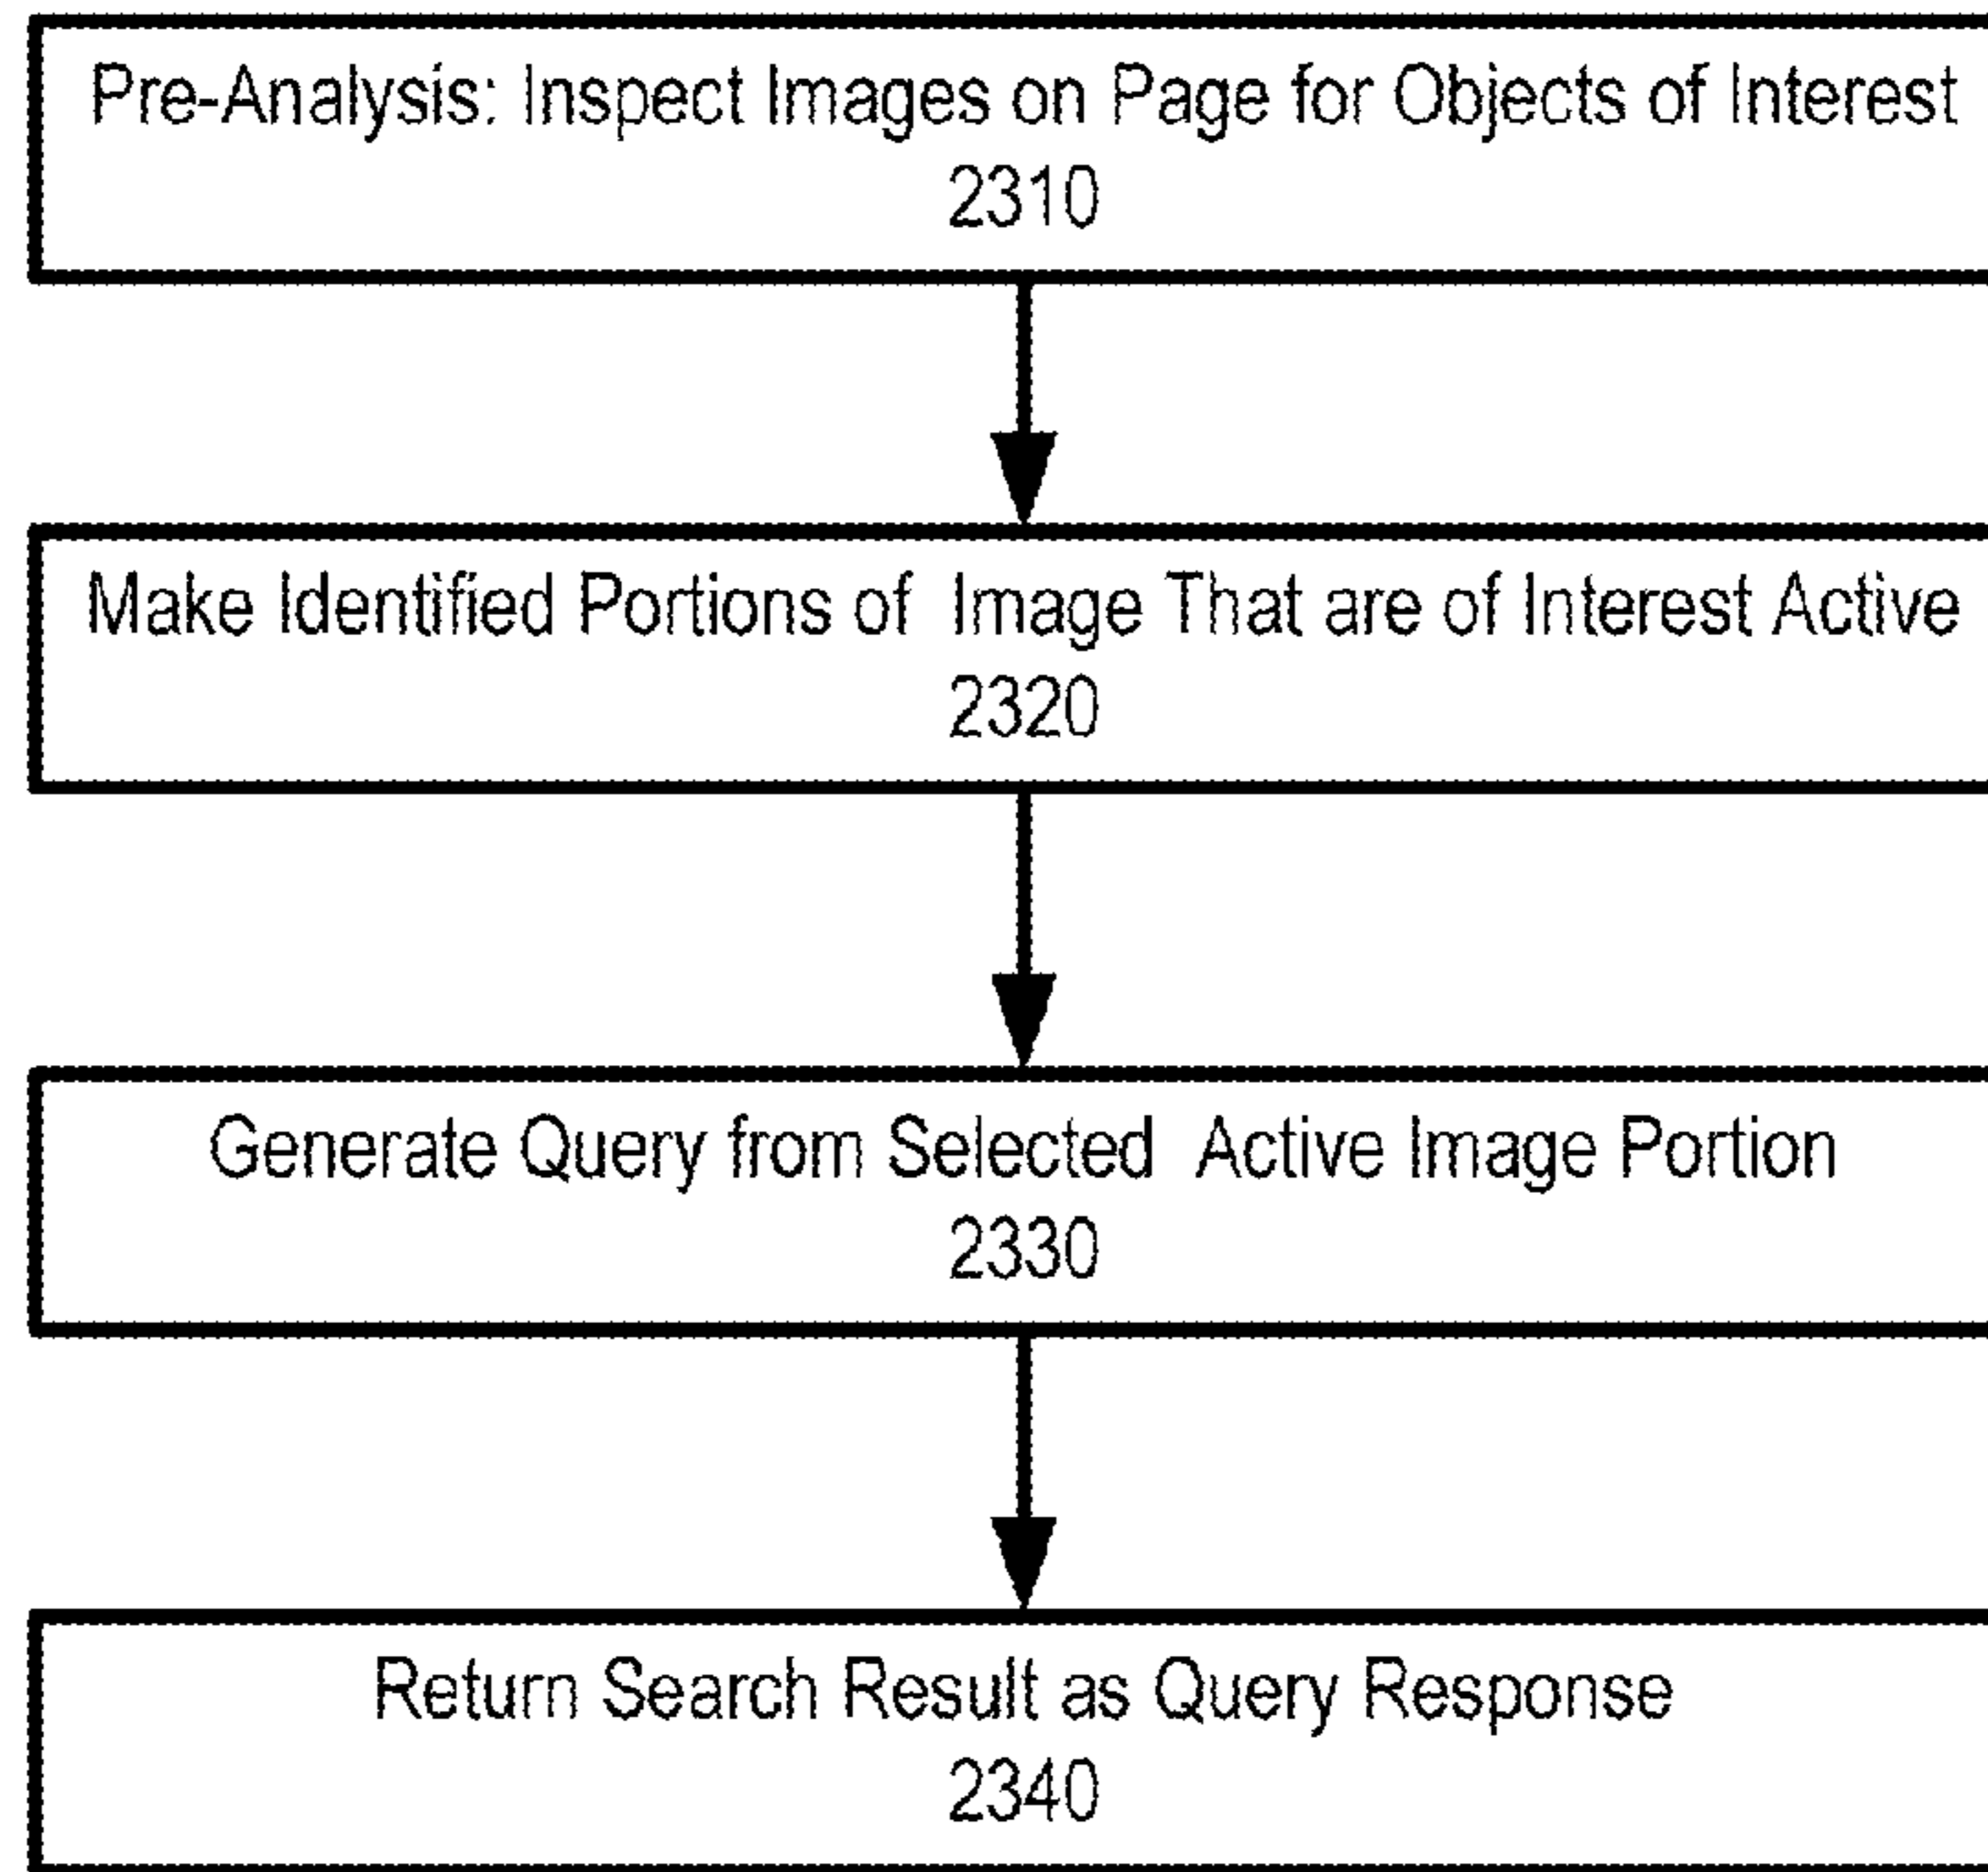 Pre-Analysis: Inspect Images on Page for Objects of Interest
2310
Make Identified Portions of Image That are of Interest Active
2320
Generate Query from Selected Active Image Portion
2330
Return Search Result as Query Response
2340